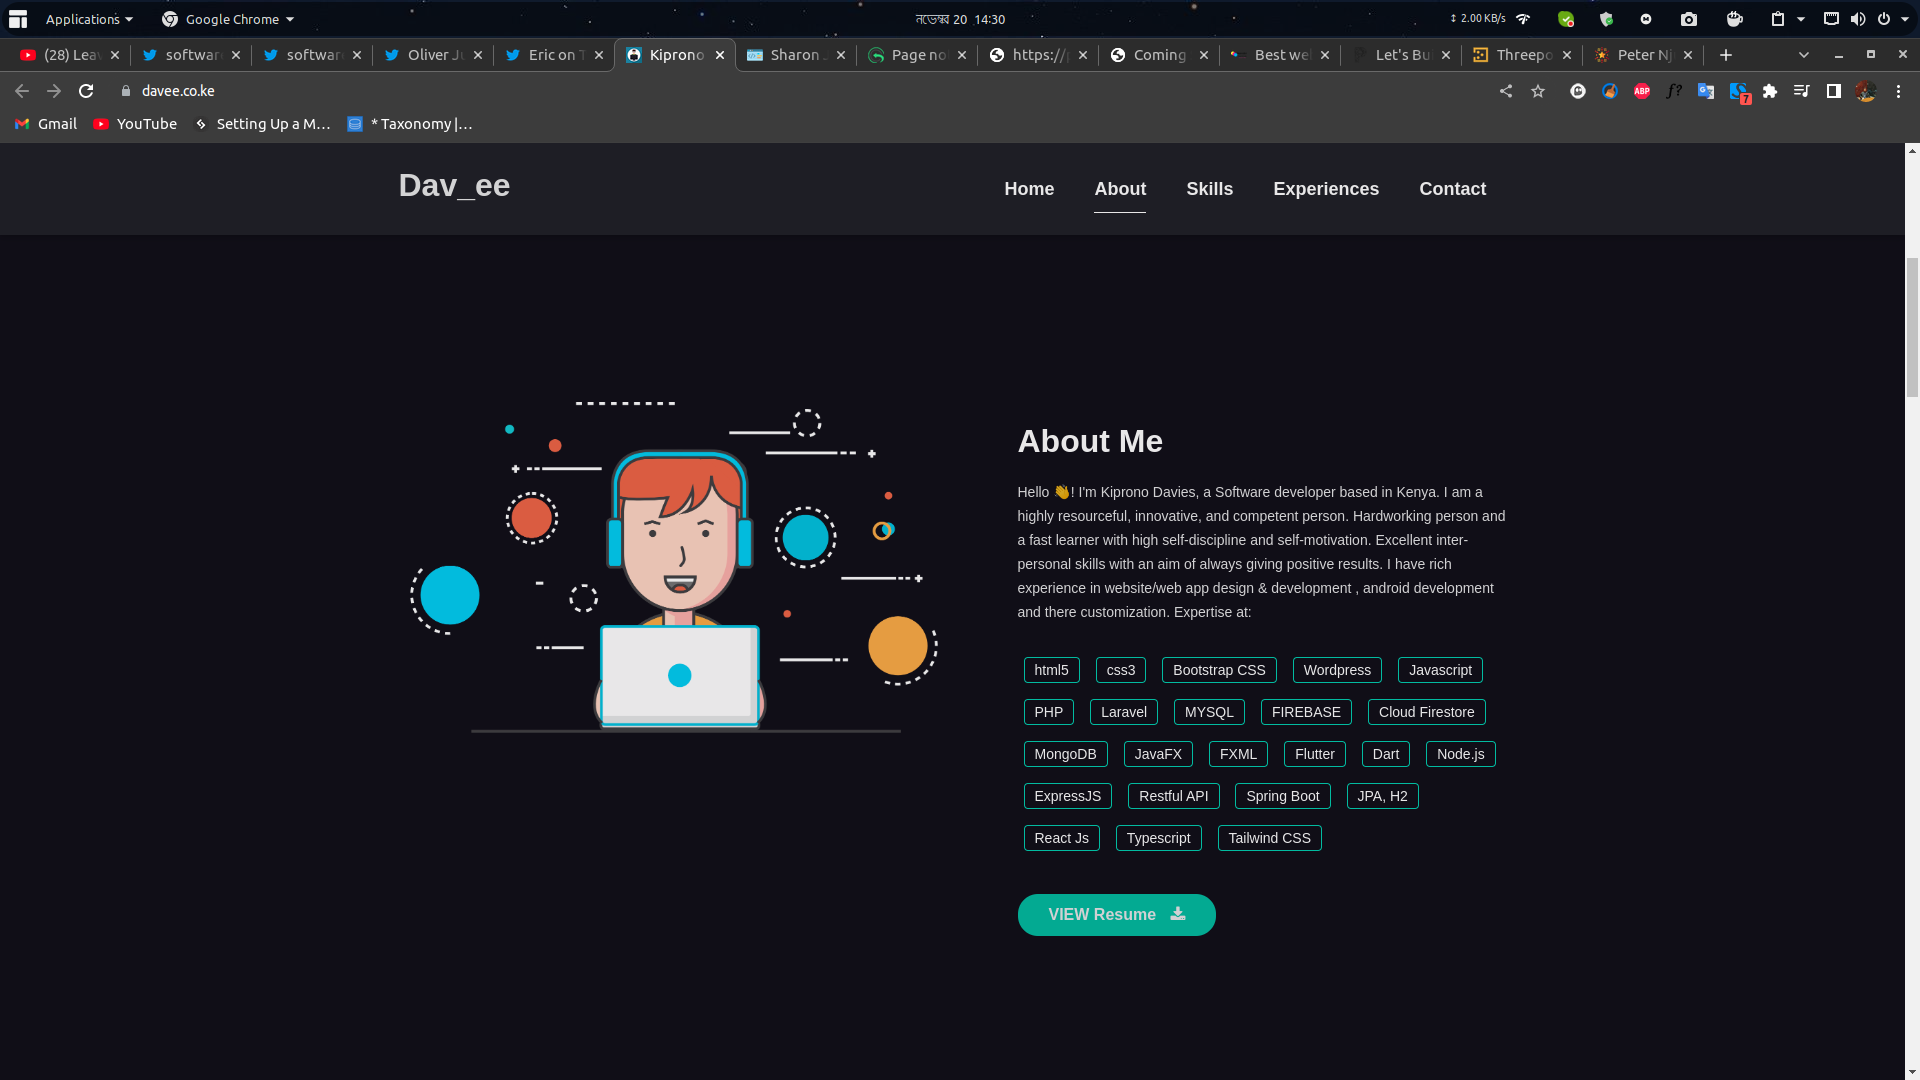 Applications
Google Chrome
নভেম্বর 20 14:30
2.00 KB/s
(28) Lea
softwar
softwar
Oliver J
Eric on T
Kiprono
Sharon
Page no
https://
Coming
Best we
Let's Bu
Threepo
Peter Nj
davee.co.ke
ABP
f?
7
Gmail
YouTube
Setting Up a M...
* Taxonomy |...
Dav_ee
Home
About
Skills
Experiences
Contact
About Me
Hello 👋! I'm Kiprono Davies, a Software developer based in Kenya. I am a
highly resourceful, innovative, and competent person. Hardworking person and
a fast learner with high self-discipline and self-motivation. Excellent inter-
personal skills with an aim of always giving positive results. I have rich
experience in website/web app design & development , android development
and there customization. Expertise at:
html5 css3 Bootstrap CSS Wordpress Javascript
PHP Laravel MYSQL FIREBASE Cloud Firestore
MongoDB JavaFX FXML Flutter Dart Node.js
ExpressJS Restful API Spring Boot JPA, H2
React Js Typescript Tailwind CSS
VIEW Resume